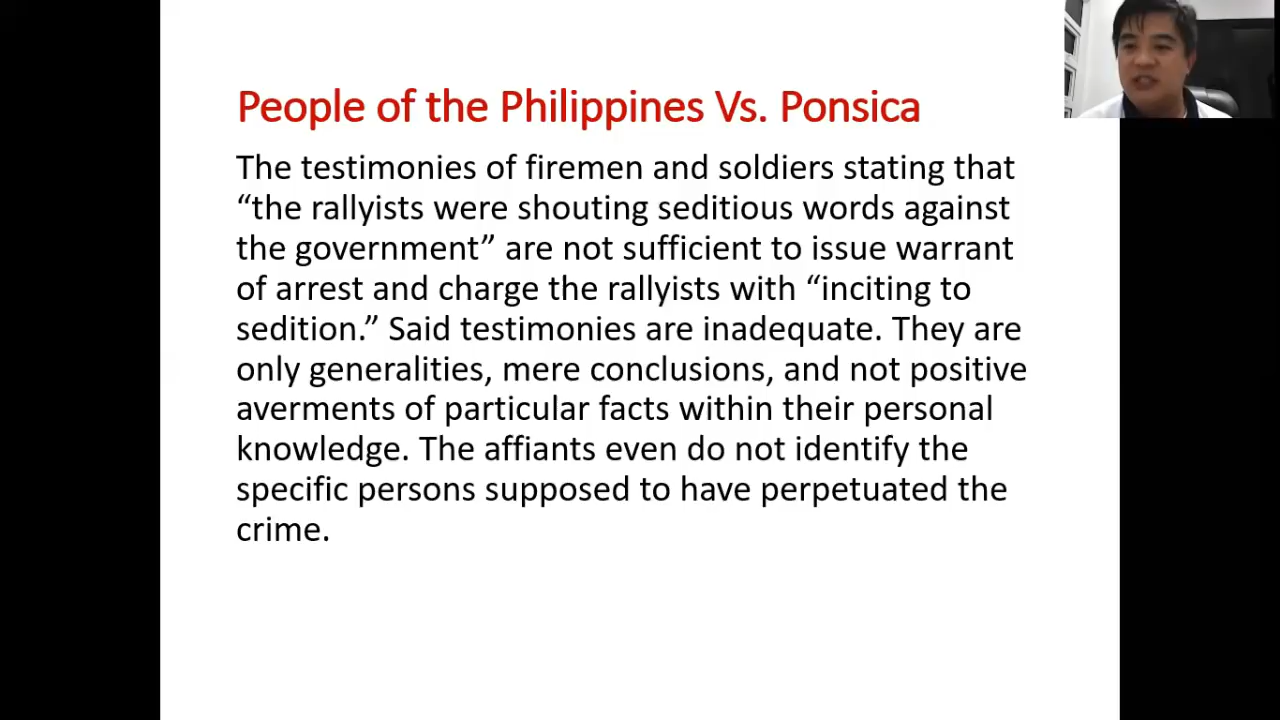 People of the Philippines Vs. Ponsica
The testimonies of firemen and soldiers stating that
“the rallyists were shouting seditious words against
the government” are not sufficient to issue warrant
of arrest and charge the rallyists with “inciting to
sedition.” Said testimonies are inadequate. They are
only generalities, mere conclusions, and not positive
averments of particular facts within their personal
knowledge. The affiants even do not identify the
specific persons supposed to have perpetuated the
crime.